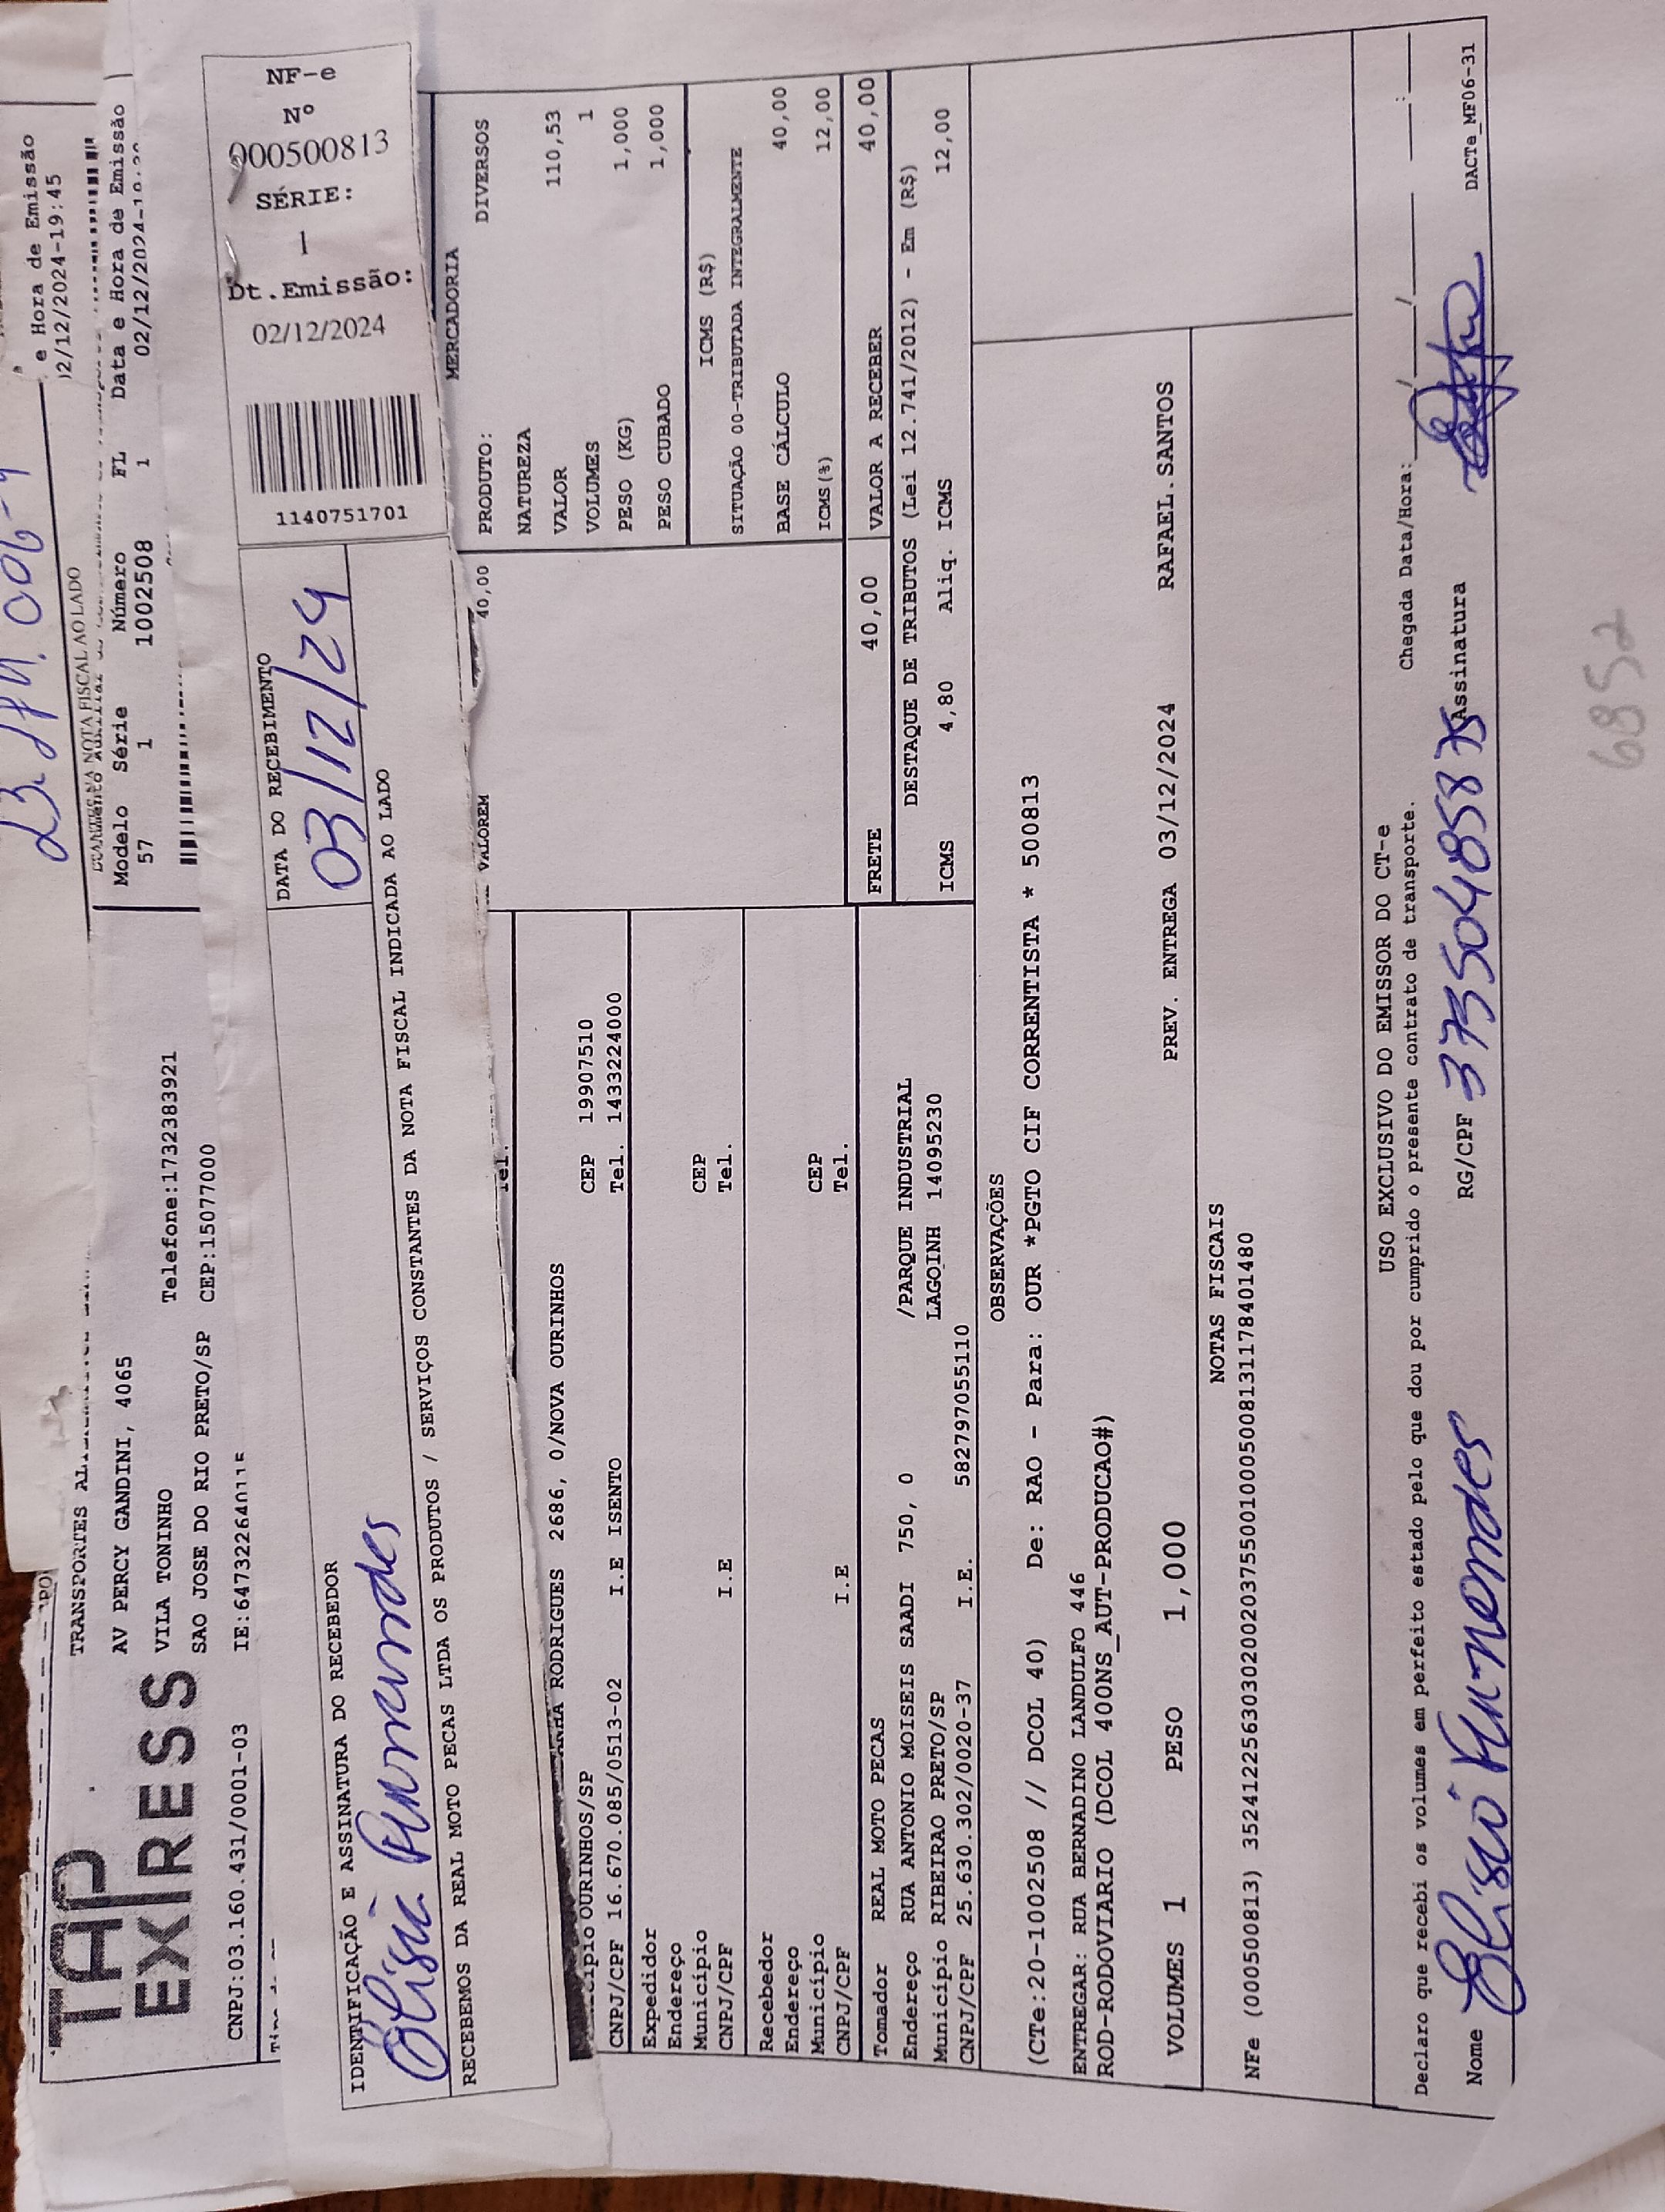 e Hora de Emissão
02/12/2024-19:45
NA NOTA FISCAL AO LADO
TAP
EXPRESS
TRANSPORTES
AV PERCY GANDINI, 4065
VILA TONINHO
Telefone:1732383921
SAO JOSE DO RIO PRETO/SP CEP:15077000
CNPJ:03.160.431/0001-03
Modelo Série Número FL Data e Hora de Emissão
57 1 1002508 1 02/12/2024
NF-e
Nº
000500813
SÉRIE:
1
Dt.Emissão:
02/12/2024
1140751701
IDENTIFICAÇÃO E ASSINATURA DO RECEBEDOR
DATA DO RECEBIMENTO
03/12/24
RECEBEMOS DA REAL MOTO PECAS LTDA OS PRODUTOS / SERVIÇOS CONSTANTES DA NOTA FISCAL INDICADA AO LADO
VALOREM 40,00
Tel.
RODRIGUES 2686, 0/NOVA OURINHOS
OURINHOS/SP CEP 19907510
CNPJ/CPF 16.670.085/0513-02 I.E ISENTO Tel. 1433224000
Expedidor
Endereço
Município CEP
CNPJ/CPF I.E Tel.
Recebedor
Endereço
Município CEP
CNPJ/CPF I.E Tel.
MERCADORIA
PRODUTO: DIVERSOS
NATUREZA
VALOR 110,53
VOLUMES 1
PESO (KG) 1,000
PESO CUBADO 1,000
ICMS (R$)
SITUAÇÃO 00-TRIBUTADA INTEGRALMENTE
BASE CÁLCULO 40,00
ICMS(%) 12,00
Tomador REAL MOTO PECAS
Endereço RUA ANTONIO MOISEIS SAADI 750, 0 /PARQUE INDUSTRIAL
Município RIBEIRAO PRETO/SP LAGOINH 14095230
CNPJ/CPF 25.630.302/0020-37 I.E. 582797055110
FRETE 40,00 VALOR A RECEBER 40,00
DESTAQUE DE TRIBUTOS (Lei 12.741/2012) - Em (R$)
ICMS 4,80 Aliq. ICMS 12,00
OBSERVAÇÕES
(CTe:20-1002508 // DCOL 40) De: RAO - Para: OUR *PGTO CIF CORRENTISTA * 500813
ENTREGAR: RUA BERNADINO LANDULFO 446
ROD-RODOVIARIO (DCOL 400NS_AUT-PRODUCAO#)
VOLUMES 1 PESO 1,000 PREV. ENTREGA 03/12/2024 RAFAEL.SANTOS
NOTAS FISCAIS
NFe (000500813) 35241225630302002037550010005008131178401480
USO EXCLUSIVO DO EMISSOR DO CT-e
Declaro que recebi os volumes em perfeito estado pelo que dou por cumprido o presente contrato de transporte. Chegada Data/Hora: / / :
Nome RG/CPF 37350485875 Assinatura DACTe_MF06-31
6852